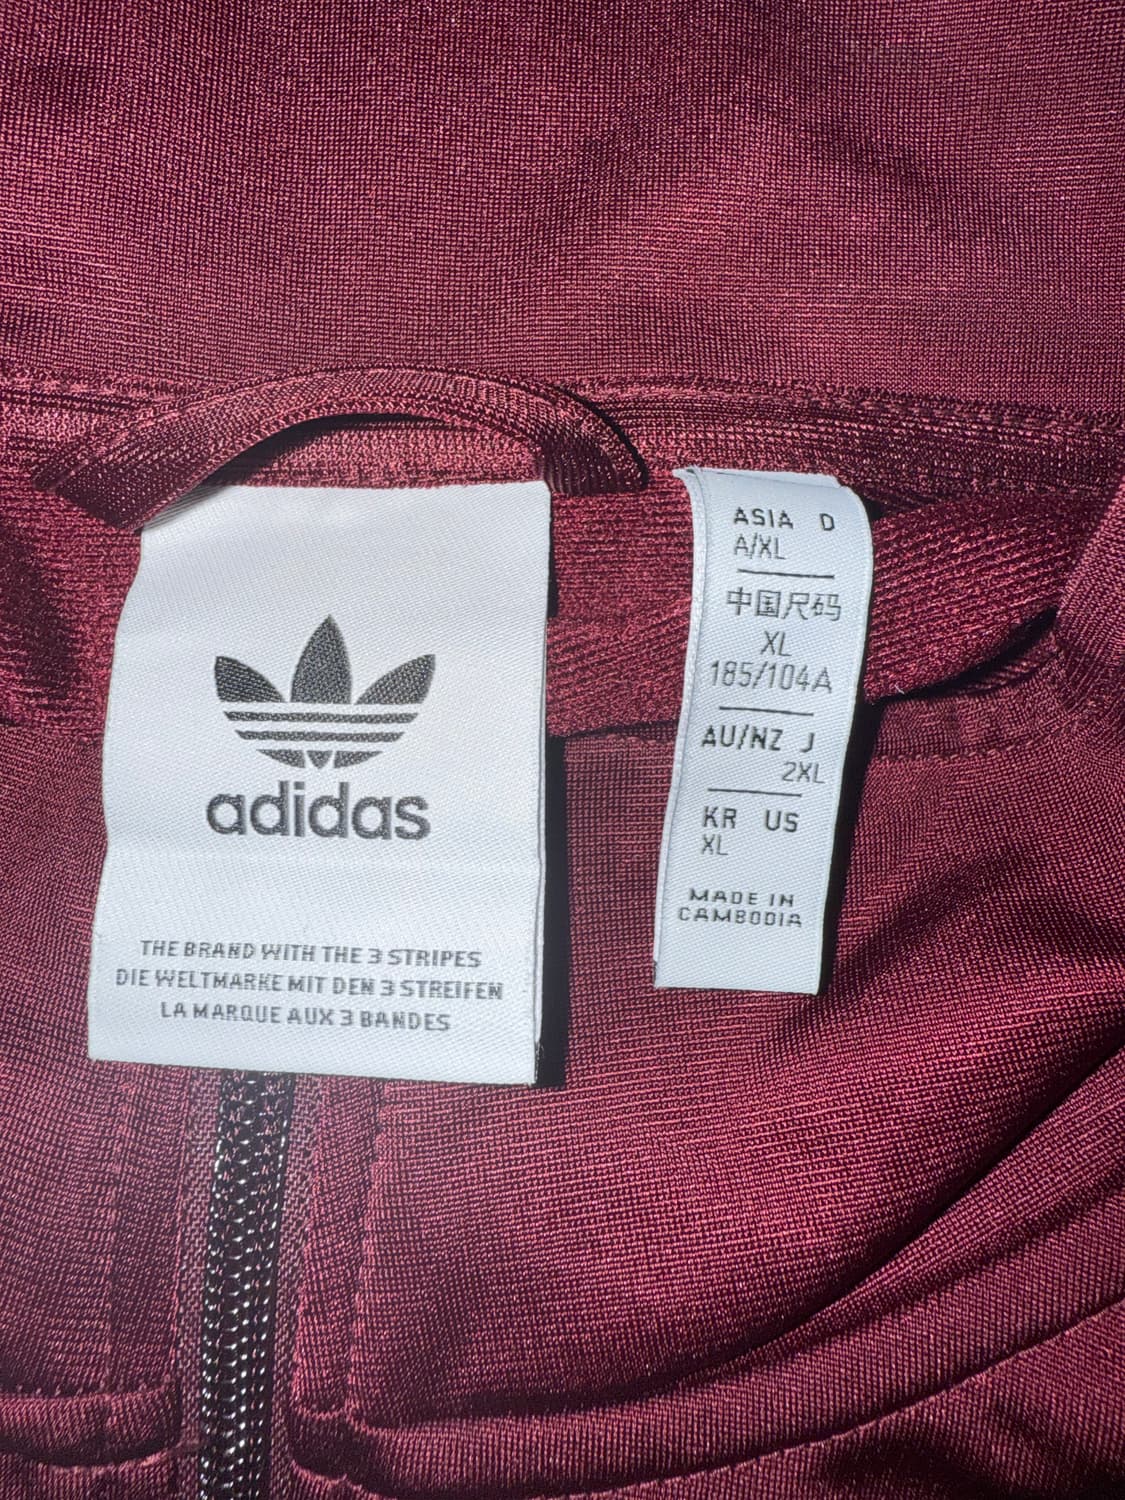 adidas
THE BRAND WITH THE 3 STRIPES
DIE WELTMARKE MIT DEN 3 STREIFEN
LA MARQUE AUX 3 BANDES
ASIA D
A/XL
中国尺码
XL
185/104A
AU/NZ J
2XL
KR US
XL
MADE IN
CAMBODIA